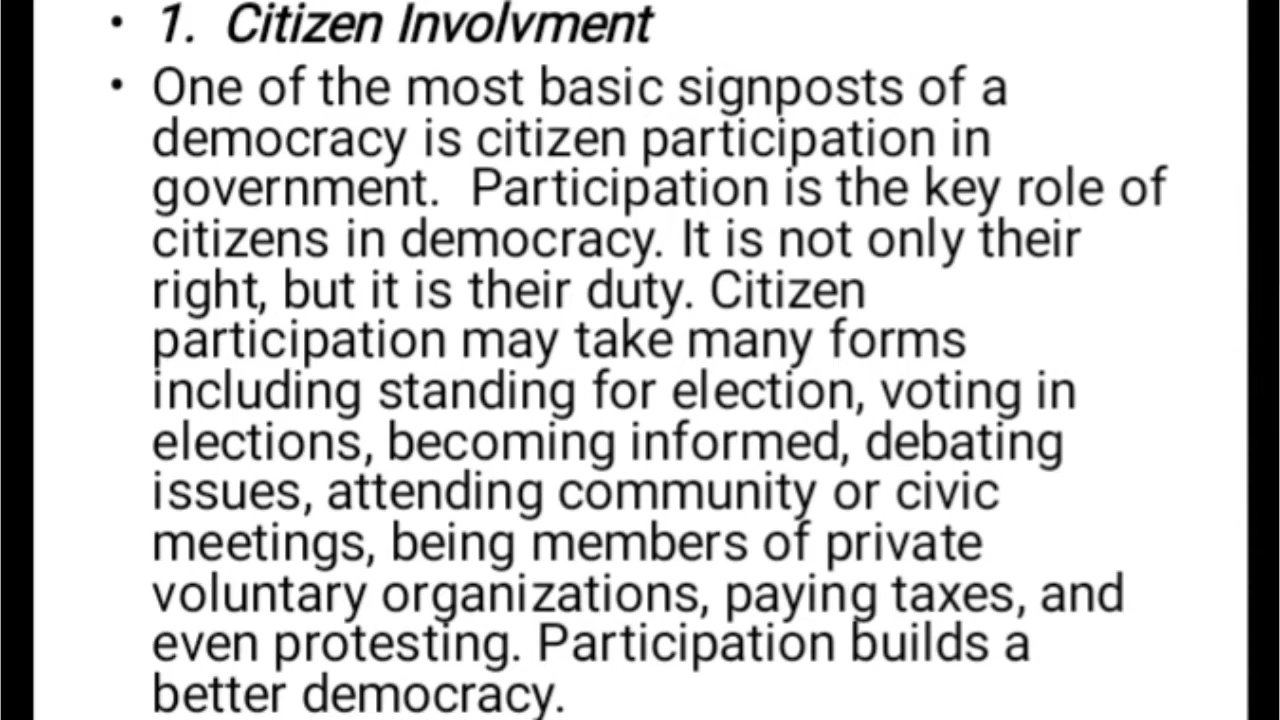 • 1. Citizen Involvment
• One of the most basic signposts of a
democracy is citizen participation in
government. Participation is the key role of
citizens in democracy. It is not only their
right, but it is their duty. Citizen
participation may take many forms
including standing for election, voting in
elections, becoming informed, debating
issues, attending community or civic
meetings, being members of private
voluntary organizations, paying taxes, and
even protesting. Participation builds a
better democracy.